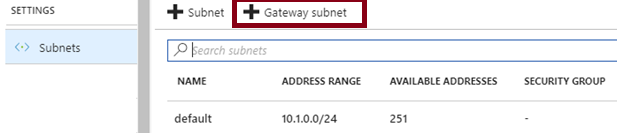 SETTINGS
Subnets
+ Subnet + Gateway subnet
Search subnets
NAME ADDRESS RANGE AVAILABLE ADDRESSES SECURITY GROUP
default 10.1.0.0/24 251 -